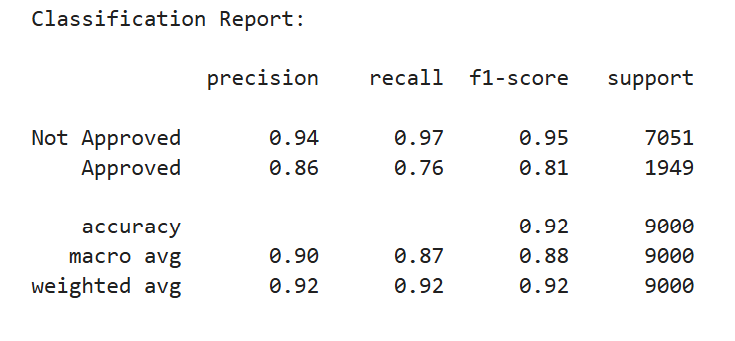 Classification Report:
precision recall f1-score support
Not Approved 0.94 0.97 0.95 7051
Approved 0.86 0.76 0.81 1949
accuracy 0.92 9000
macro avg 0.90 0.87 0.88 9000
weighted avg 0.92 0.92 0.92 9000